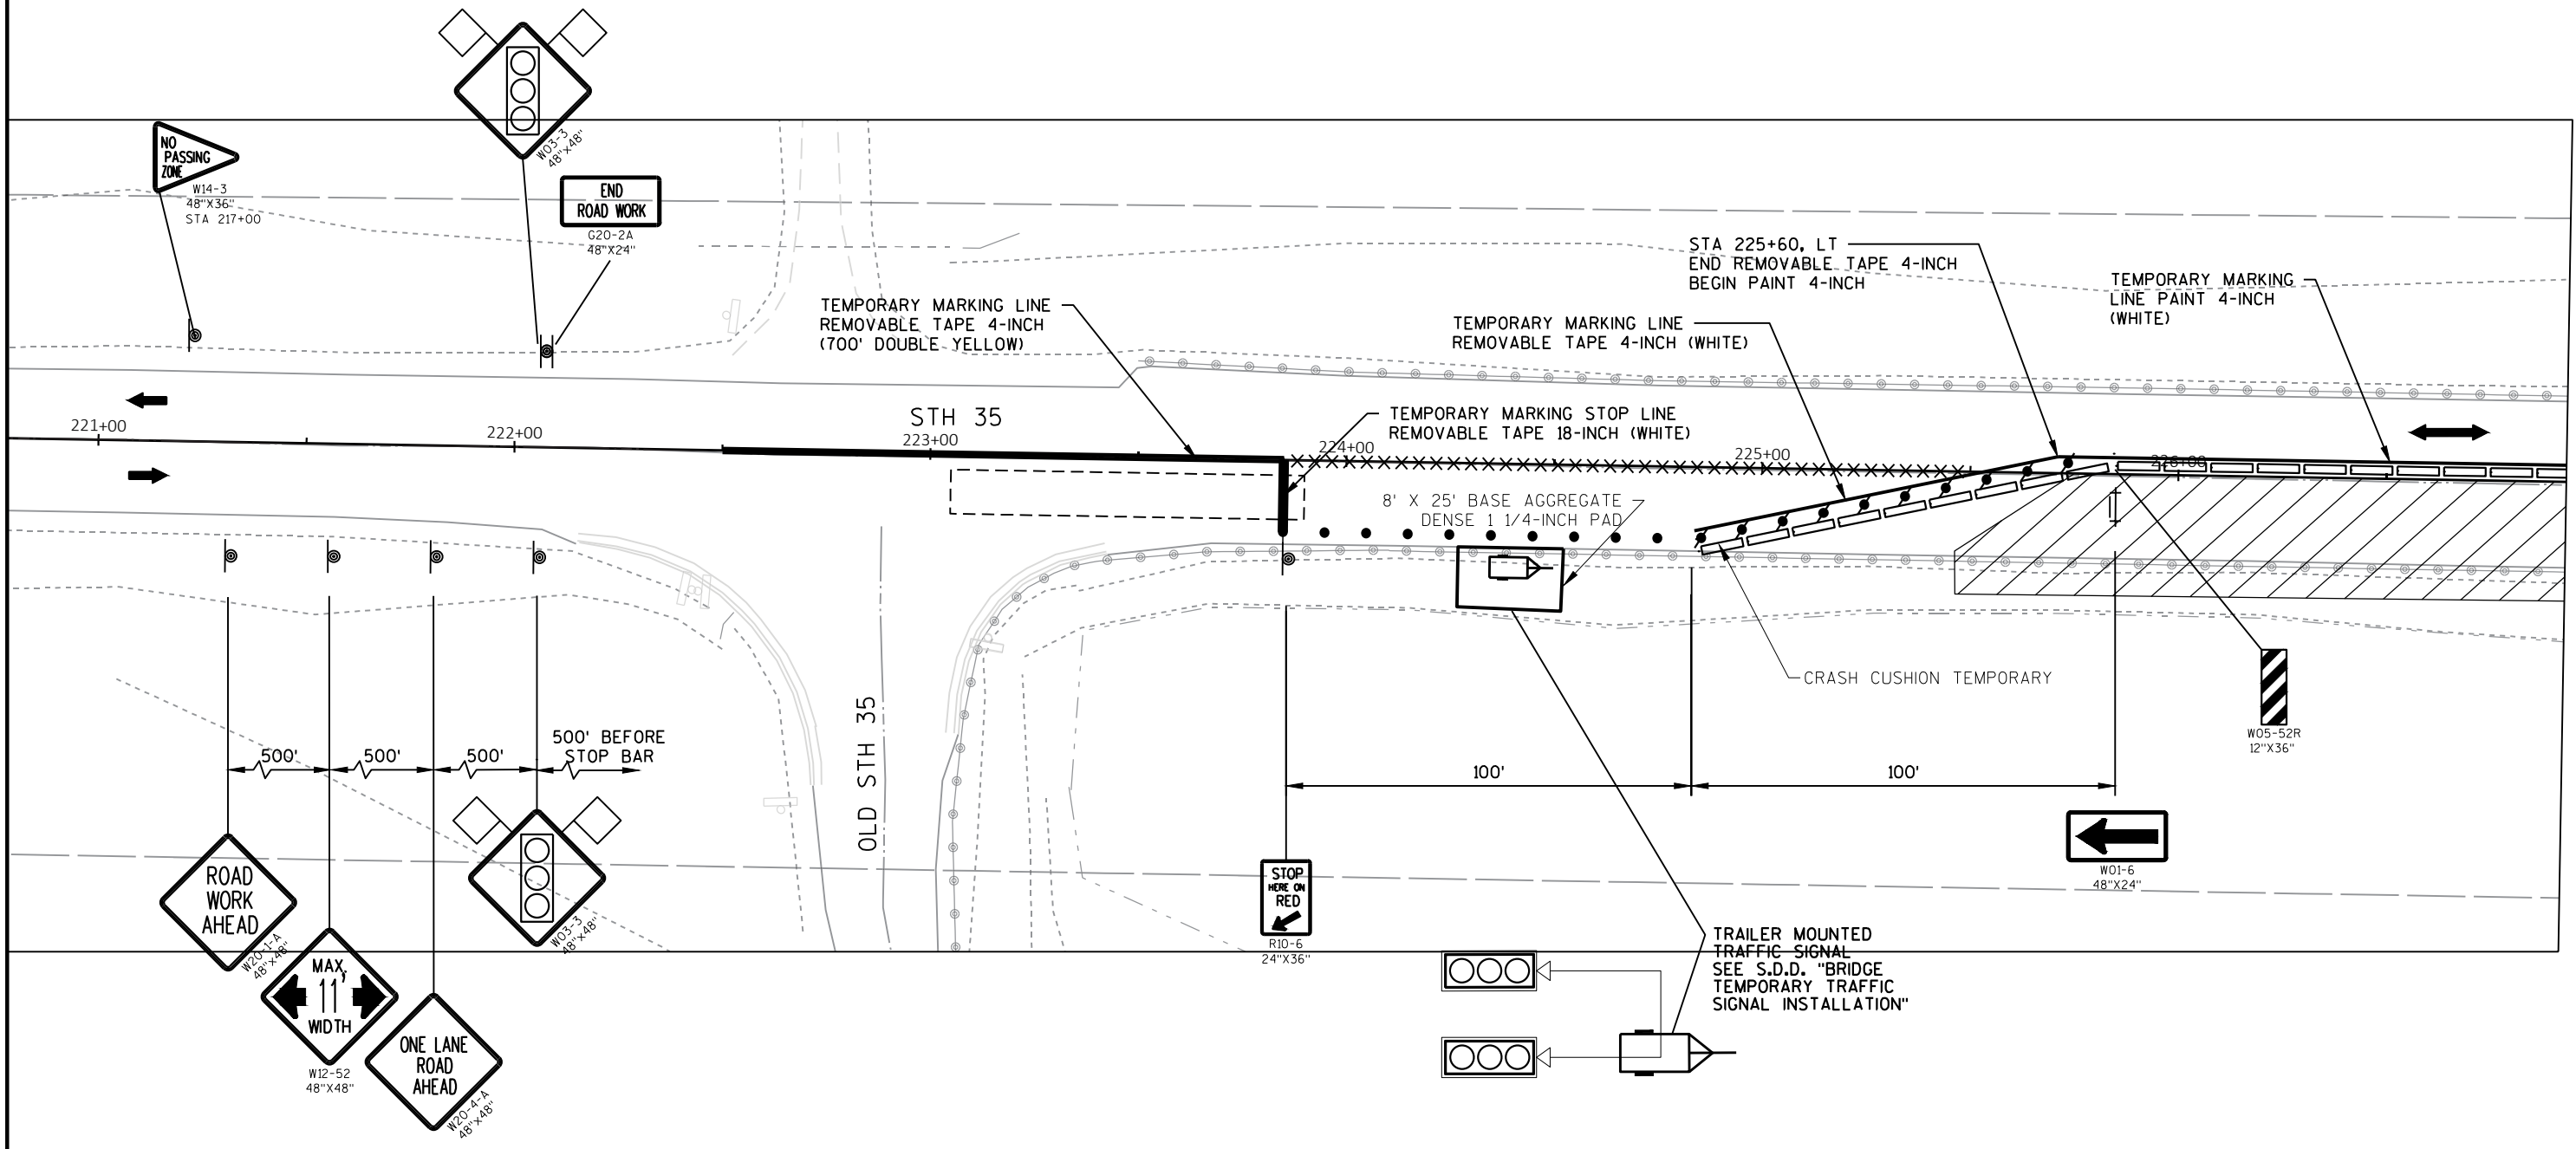 NO
PASSING
ZONE
W14-3
48"X36"
STA 217+00
W03-3
48"x48"
END
ROAD WORK
G20-2A
48"X24"
TEMPORARY MARKING LINE
REMOVABLE TAPE 4-INCH
(700' DOUBLE YELLOW)
STA 225+60, LT
END REMOVABLE TAPE 4-INCH
BEGIN PAINT 4-INCH
TEMPORARY MARKING
LINE PAINT 4-INCH
(WHITE)
TEMPORARY MARKING LINE
REMOVABLE TAPE 4-INCH (WHITE)
STH 35
TEMPORARY MARKING STOP LINE
REMOVABLE TAPE 18-INCH (WHITE)
221+00
222+00
223+00
224+00
225+00
226+00
8' X 25' BASE AGGREGATE
DENSE 1 1/4-INCH PAD
CRASH CUSHION TEMPORARY
OLD STH 35
500'
500'
500'
500' BEFORE
STOP BAR
100'
100'
W05-52R
12"X36"
W01-6
48"X24"
ROAD
WORK
AHEAD
W20-1-A
48"x48"
MAX.
11'
WIDTH
W12-52
48"X48"
ONE LANE
ROAD
AHEAD
W20-4-A
48"x48"
W03-3
48"x48"
STOP
HERE ON
RED
R10-6
24"X36"
TRAILER MOUNTED
TRAFFIC SIGNAL
SEE S.D.D. "BRIDGE
TEMPORARY TRAFFIC
SIGNAL INSTALLATION"